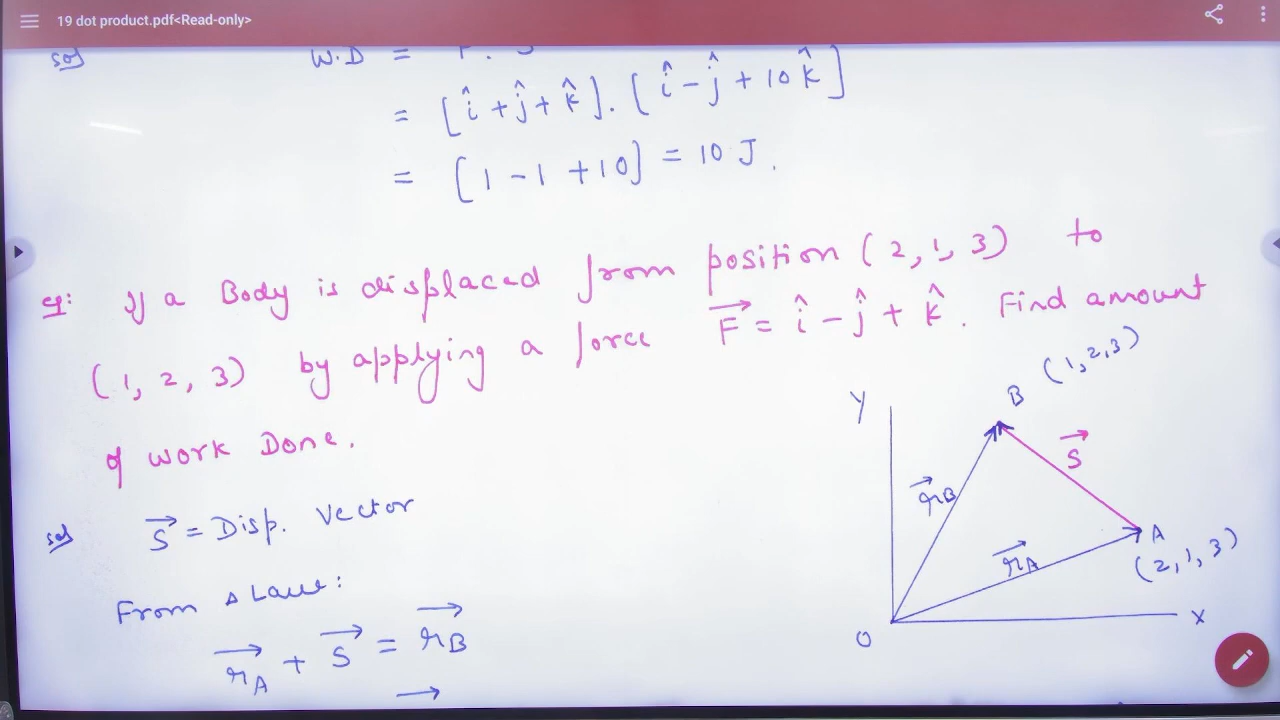 19 dot product.pdf<Read-only>
sol W.D =
= [î + ĵ + k̂] . [î - ĵ + 10 k̂]
= [1 - 1 + 10] = 10 J.
eg: If a Body is displaced from position (2, 1, 3) to
(1, 2, 3) by applying a force F⃗ = î - ĵ + k̂. Find amount
of work Done.
Y
B (1,2,3)
S⃗
r⃗B
r⃗A
A
(2, 1, 3)
O
X
sol S⃗ = Disp. Vector
From Δ Law:
r⃗A + S⃗ = r⃗B